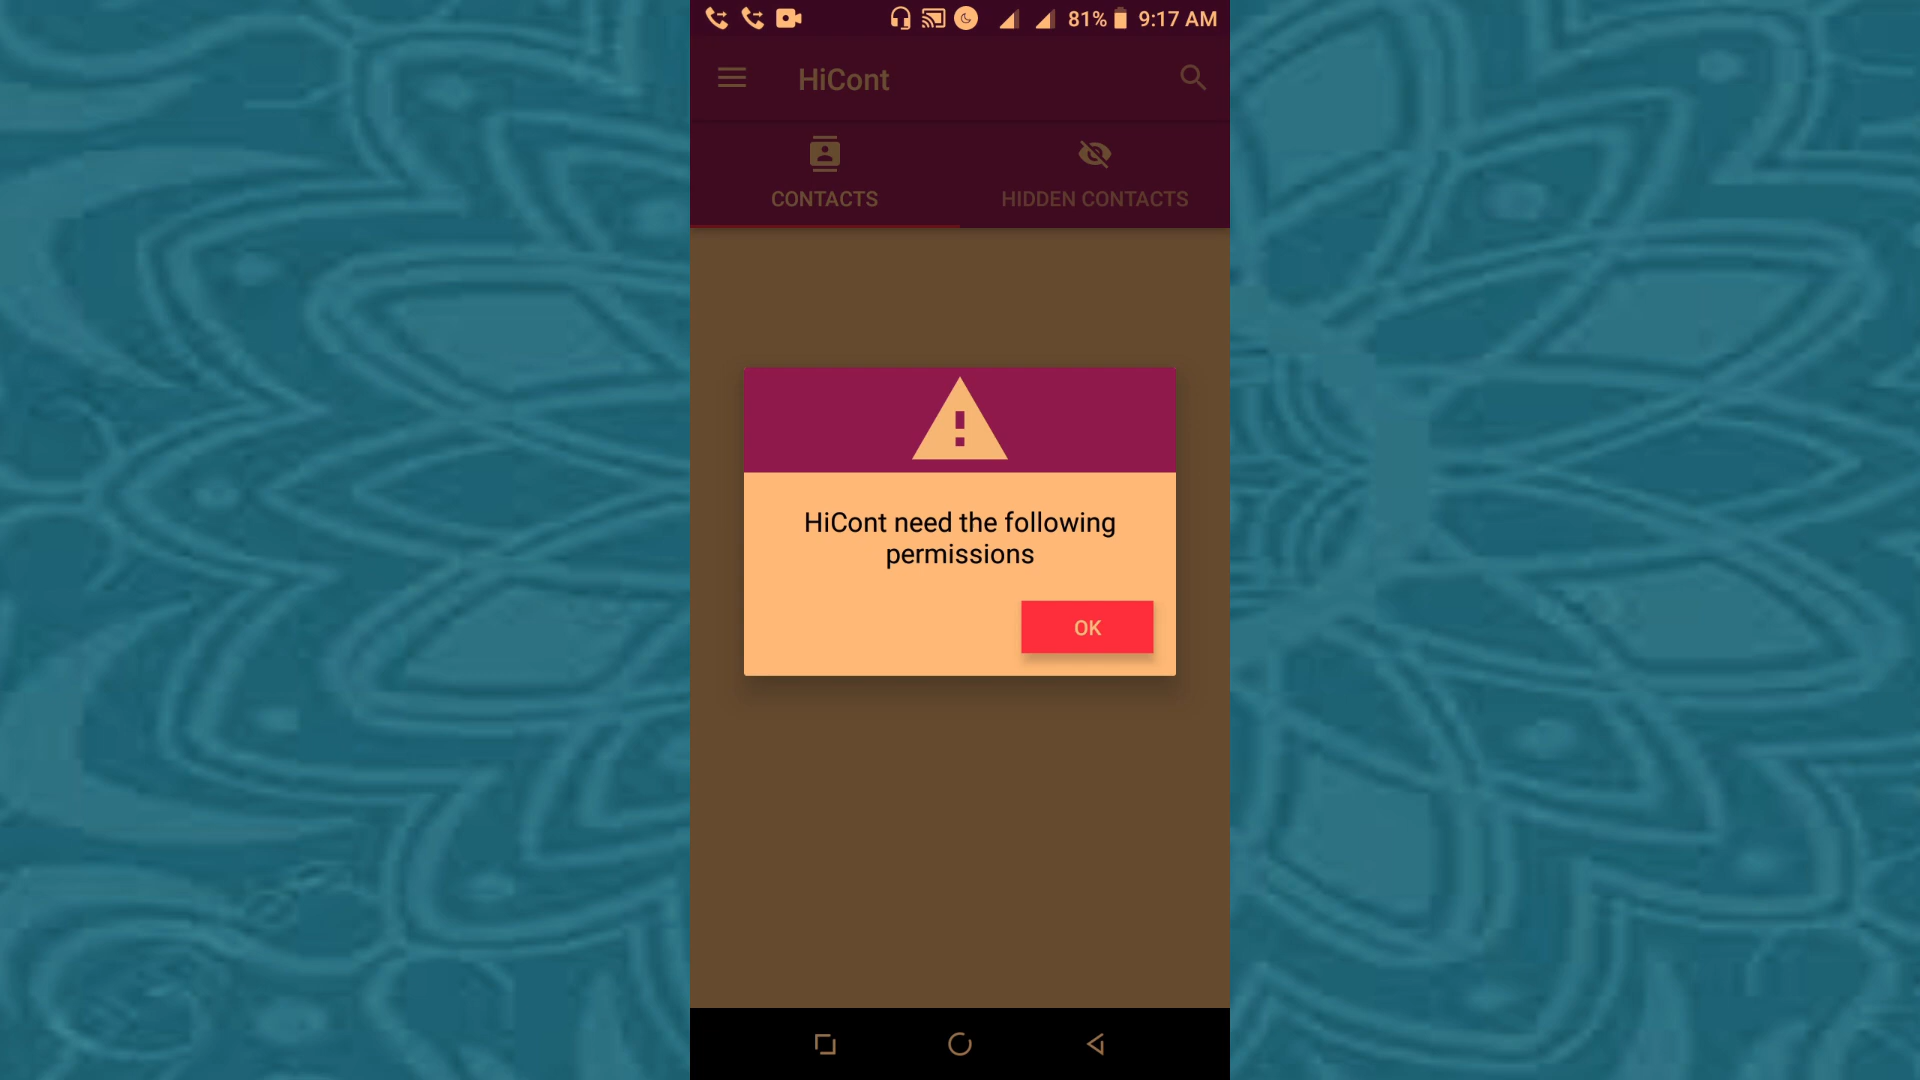 81% 9:17 AM
HiCont
CONTACTS HIDDEN CONTACTS
HiCont need the following
permissions
OK